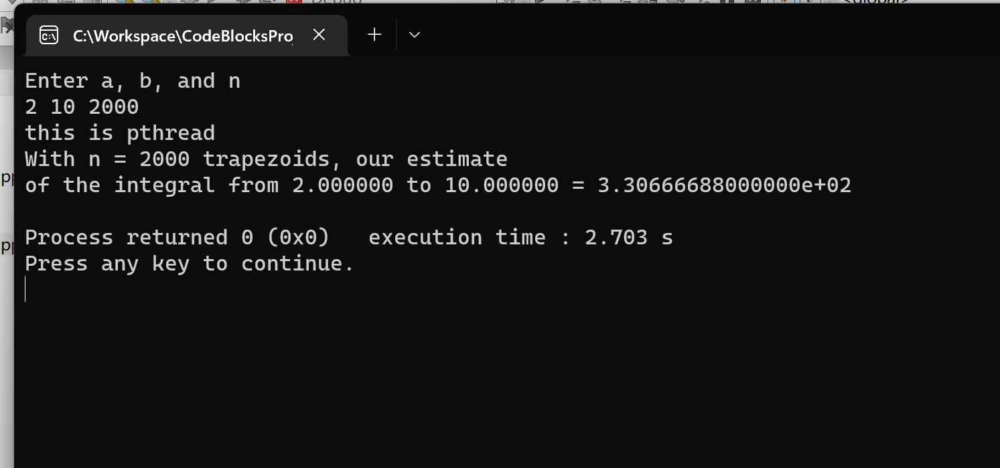 Debug
<global>
C:\Workspace\CodeBlocksPro
Enter a, b, and n
2 10 2000
this is pthread
With n = 2000 trapezoids, our estimate
of the integral from 2.000000 to 10.000000 = 3.30666688000000e+02
Process returned 0 (0x0)   execution time : 2.703 s
Press any key to continue.